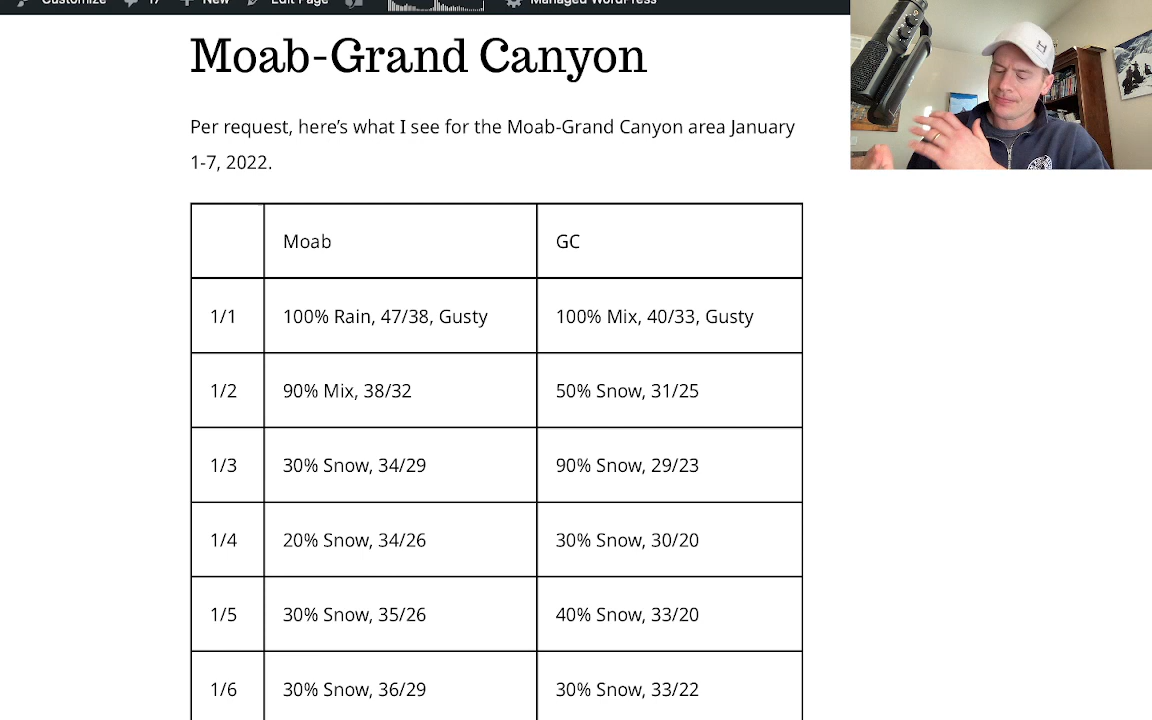 Customize 17 New Edit Page Managed WordPress
Moab-Grand Canyon
Per request, here's what I see for the Moab-Grand Canyon area January
1-7, 2022.
Moab GC
1/1 100% Rain, 47/38, Gusty 100% Mix, 40/33, Gusty
1/2 90% Mix, 38/32 50% Snow, 31/25
1/3 30% Snow, 34/29 90% Snow, 29/23
1/4 20% Snow, 34/26 30% Snow, 30/20
1/5 30% Snow, 35/26 40% Snow, 33/20
1/6 30% Snow, 36/29 30% Snow, 33/22